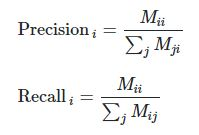 Precision_i = M_ii / ∑_j M_ji
Recall_i = M_ii / ∑_j M_ij